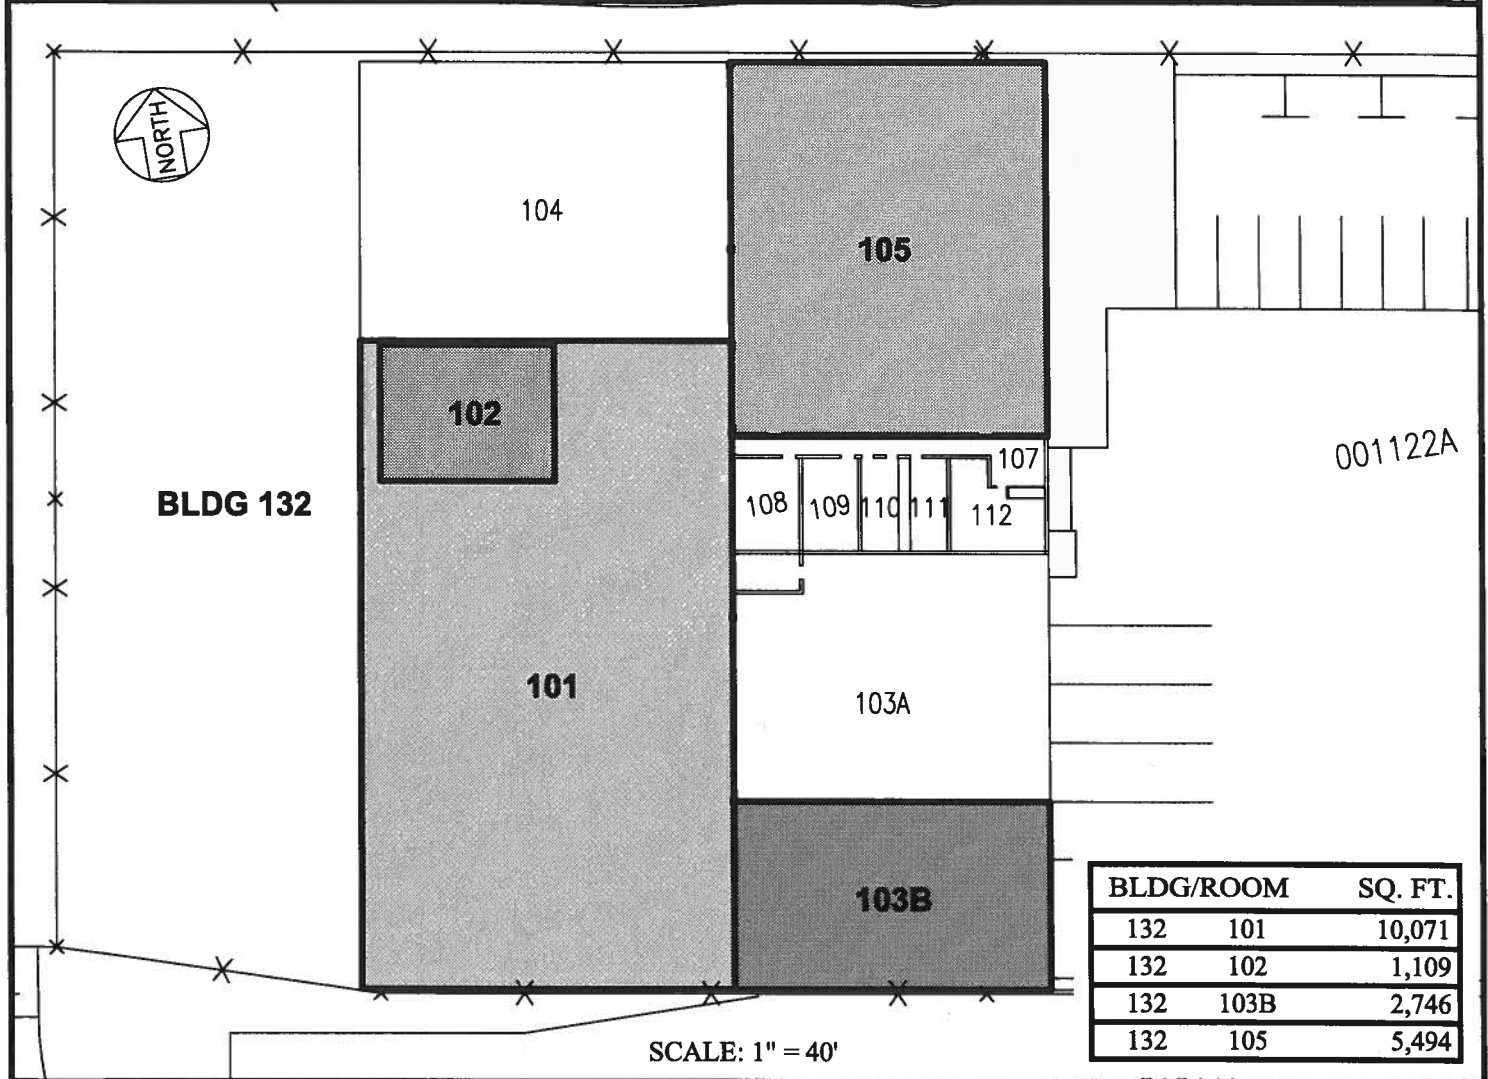 NORTH
104
105
102
001122A
107
BLDG 132
108 109 110 111 112
101
103A
103B
BLDG/ROOM SQ. FT.
132 101 10,071
132 102 1,109
132 103B 2,746
132 105 5,494
SCALE: 1" = 40'